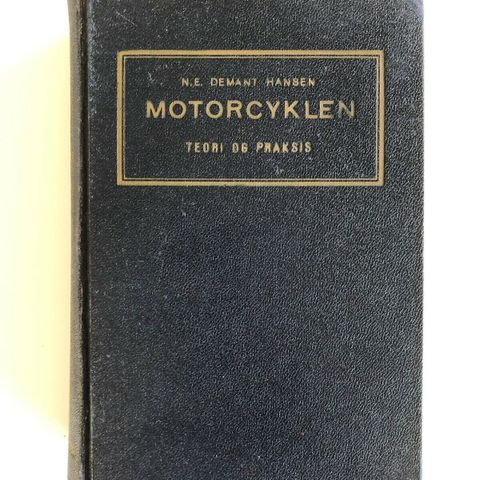 N.E. DEMANT HANSEN
MOTORCYKLEN
TEORI OG PRAKSIS